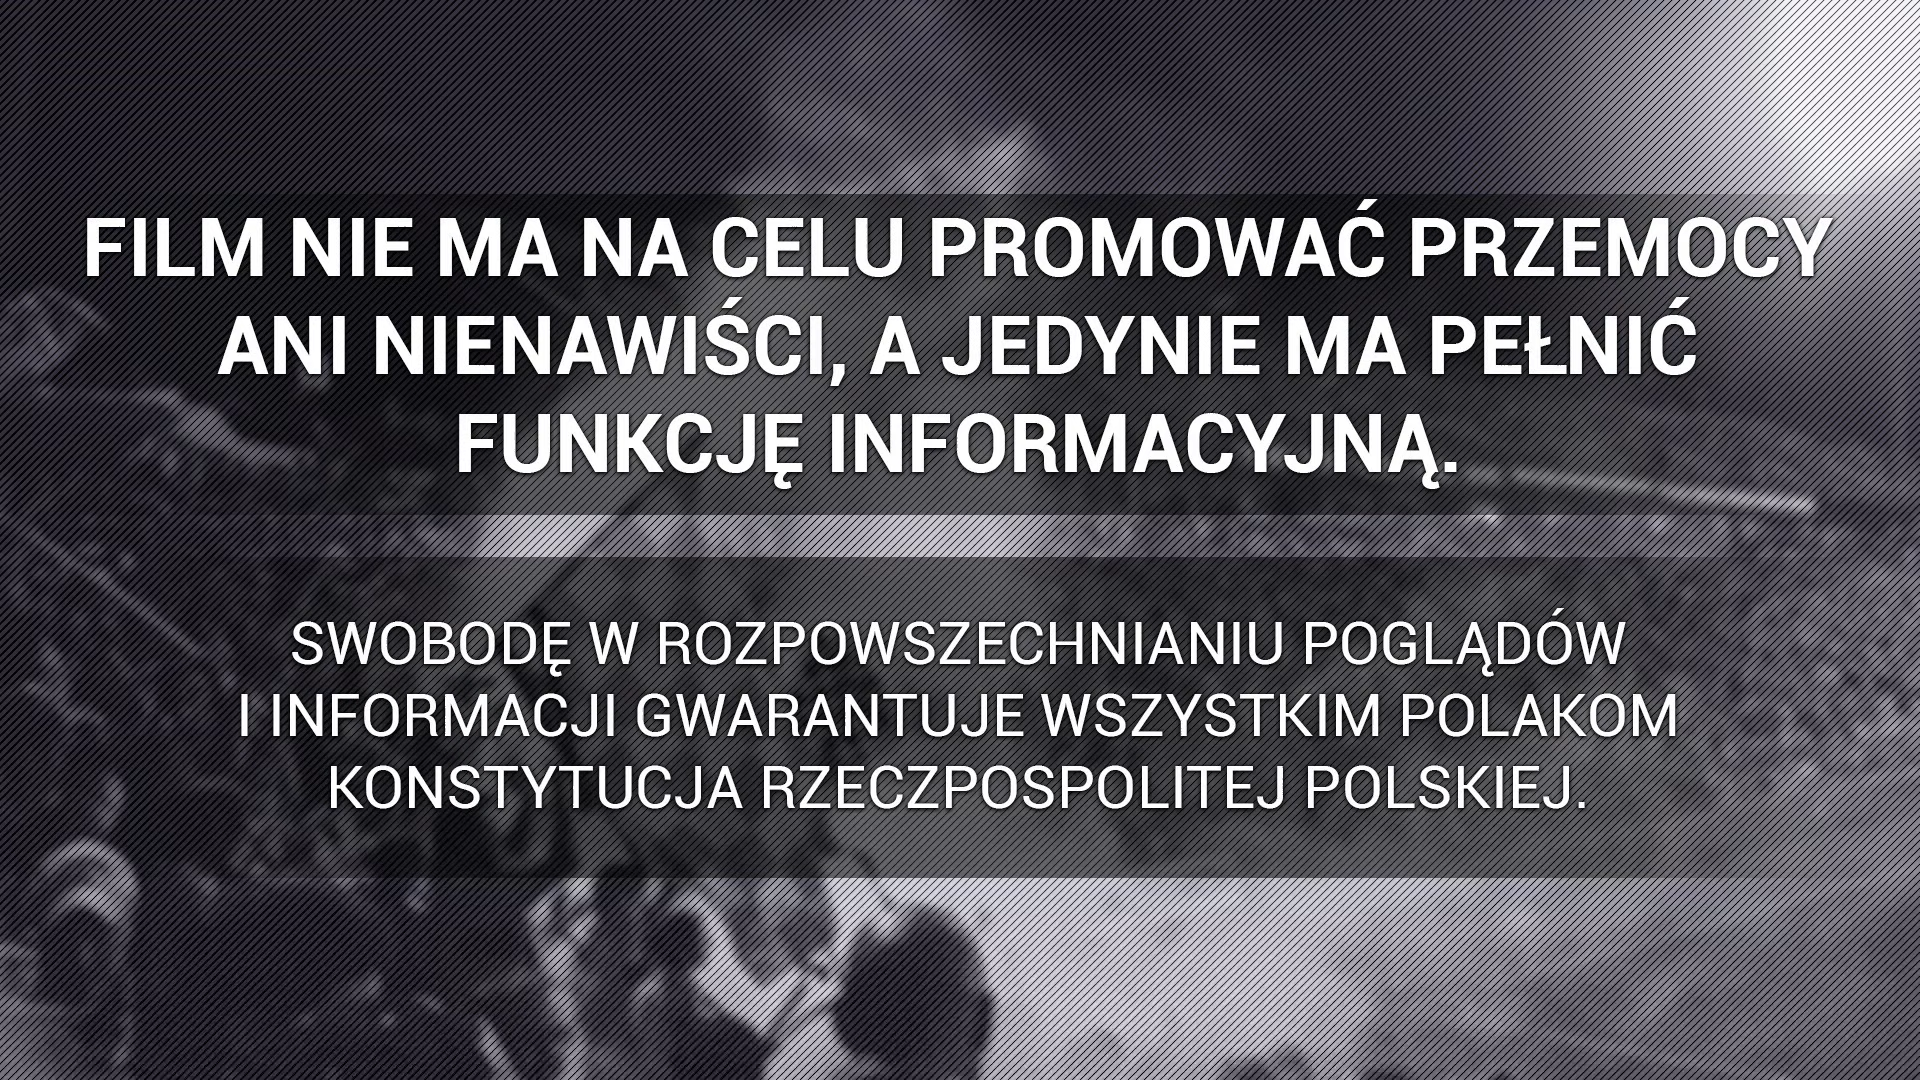 FILM NIE MA NA CELU PROMOWAĆ PRZEMOCY
ANI NIENAWIŚCI, A JEDYNIE MA PEŁNIĆ
FUNKCJĘ INFORMACYJNĄ.
SWOBODĘ W ROZPOWSZECHNIANIU POGLĄDÓW
I INFORMACJI GWARANTUJE WSZYSTKIM POLAKOM
KONSTYTUCJA RZECZPOSPOLITEJ POLSKIEJ.